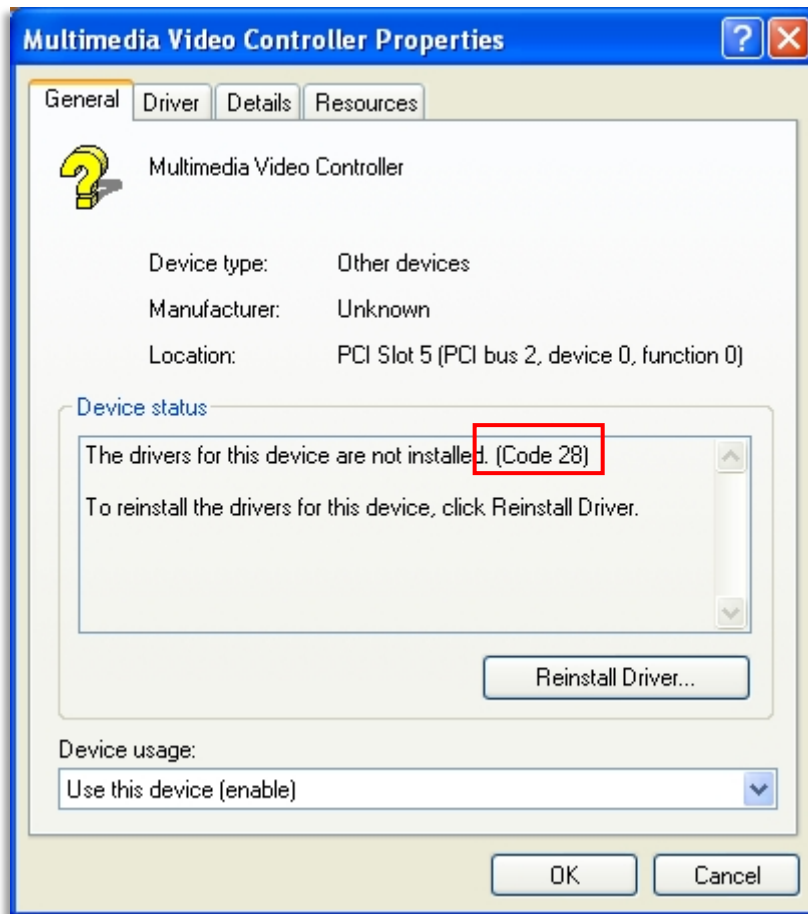 Multimedia Video Controller Properties
General Driver Details Resources
Multimedia Video Controller
Device type: Other devices
Manufacturer: Unknown
Location: PCI Slot 5 (PCI bus 2, device 0, function 0)
Device status
The drivers for this device are not installed. (Code 28)
To reinstall the drivers for this device, click Reinstall Driver.
Reinstall Driver...
Device usage:
Use this device (enable)
OK Cancel